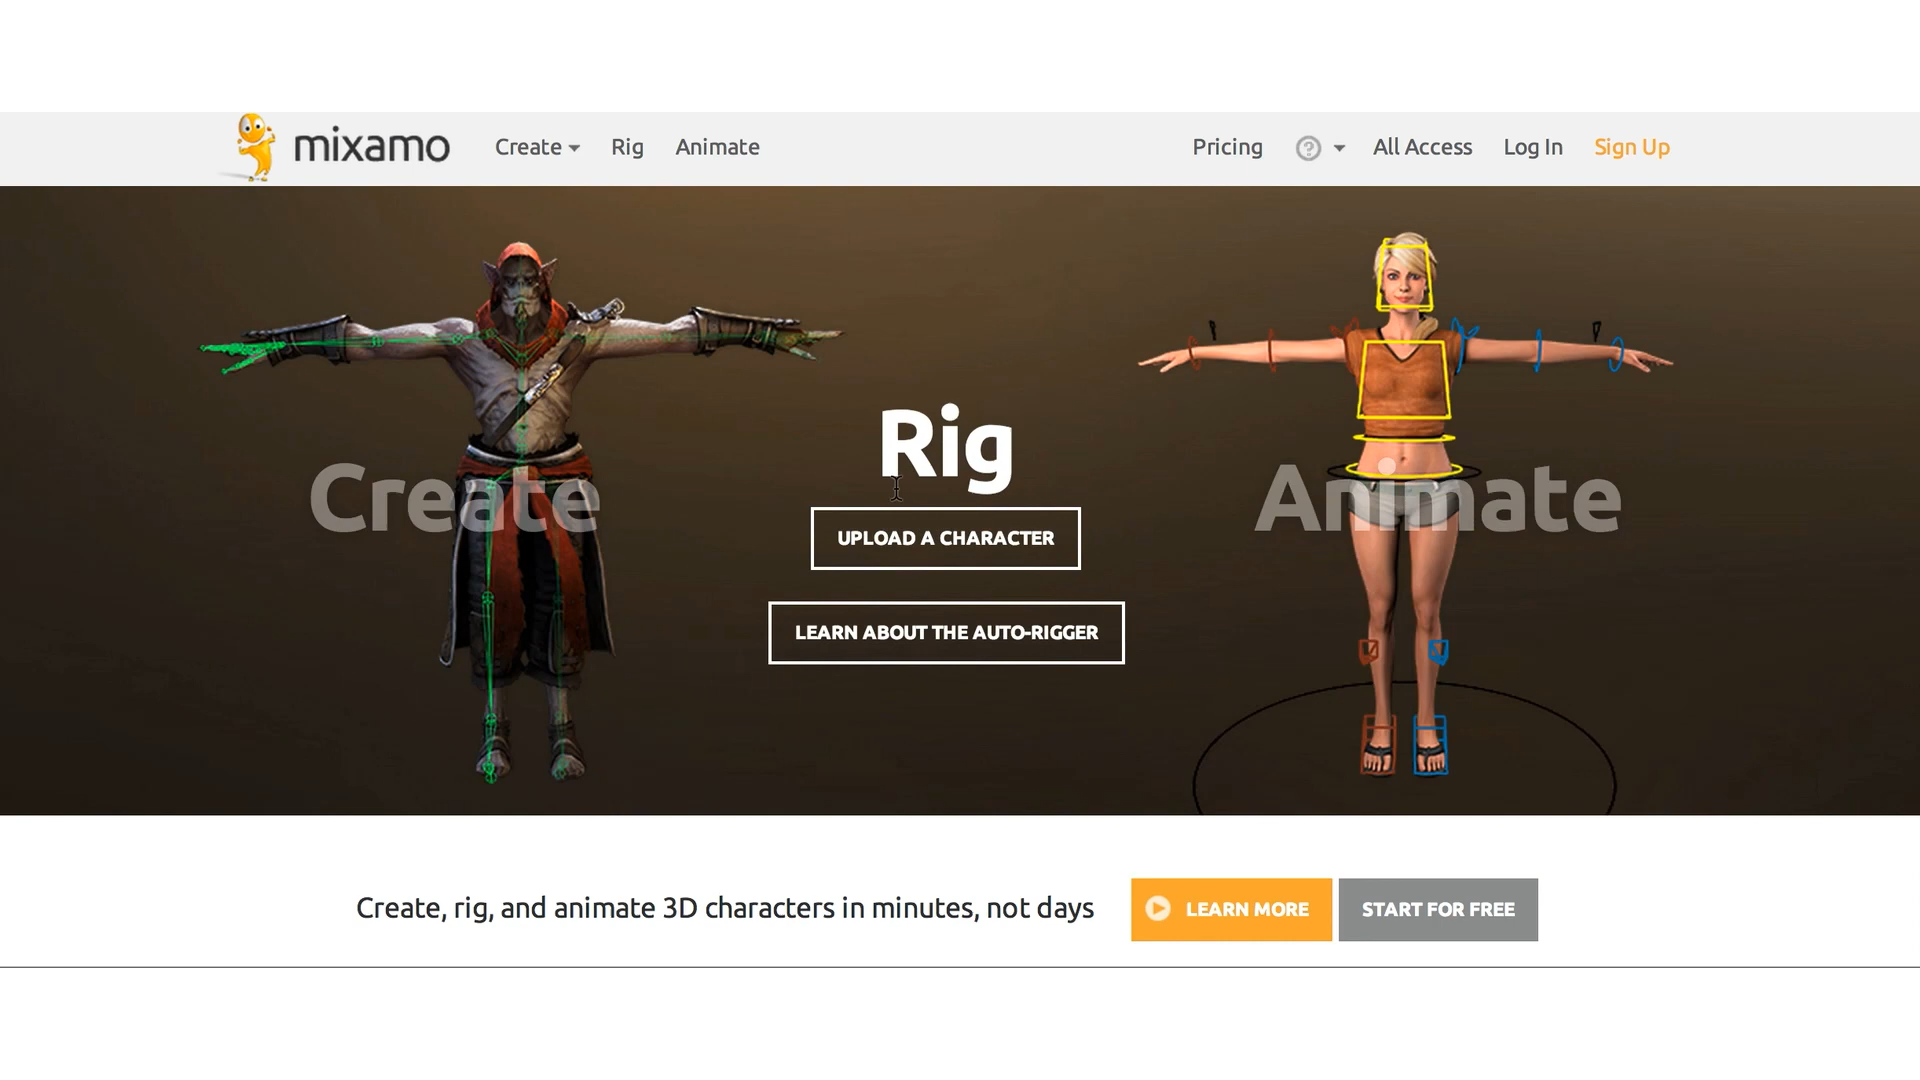 mixamo
Create
Rig
Animate
Pricing
?
All Access
Log In
Sign Up
Create
Rig
Animate
UPLOAD A CHARACTER
LEARN ABOUT THE AUTO-RIGGER
Create, rig, and animate 3D characters in minutes, not days
LEARN MORE
START FOR FREE